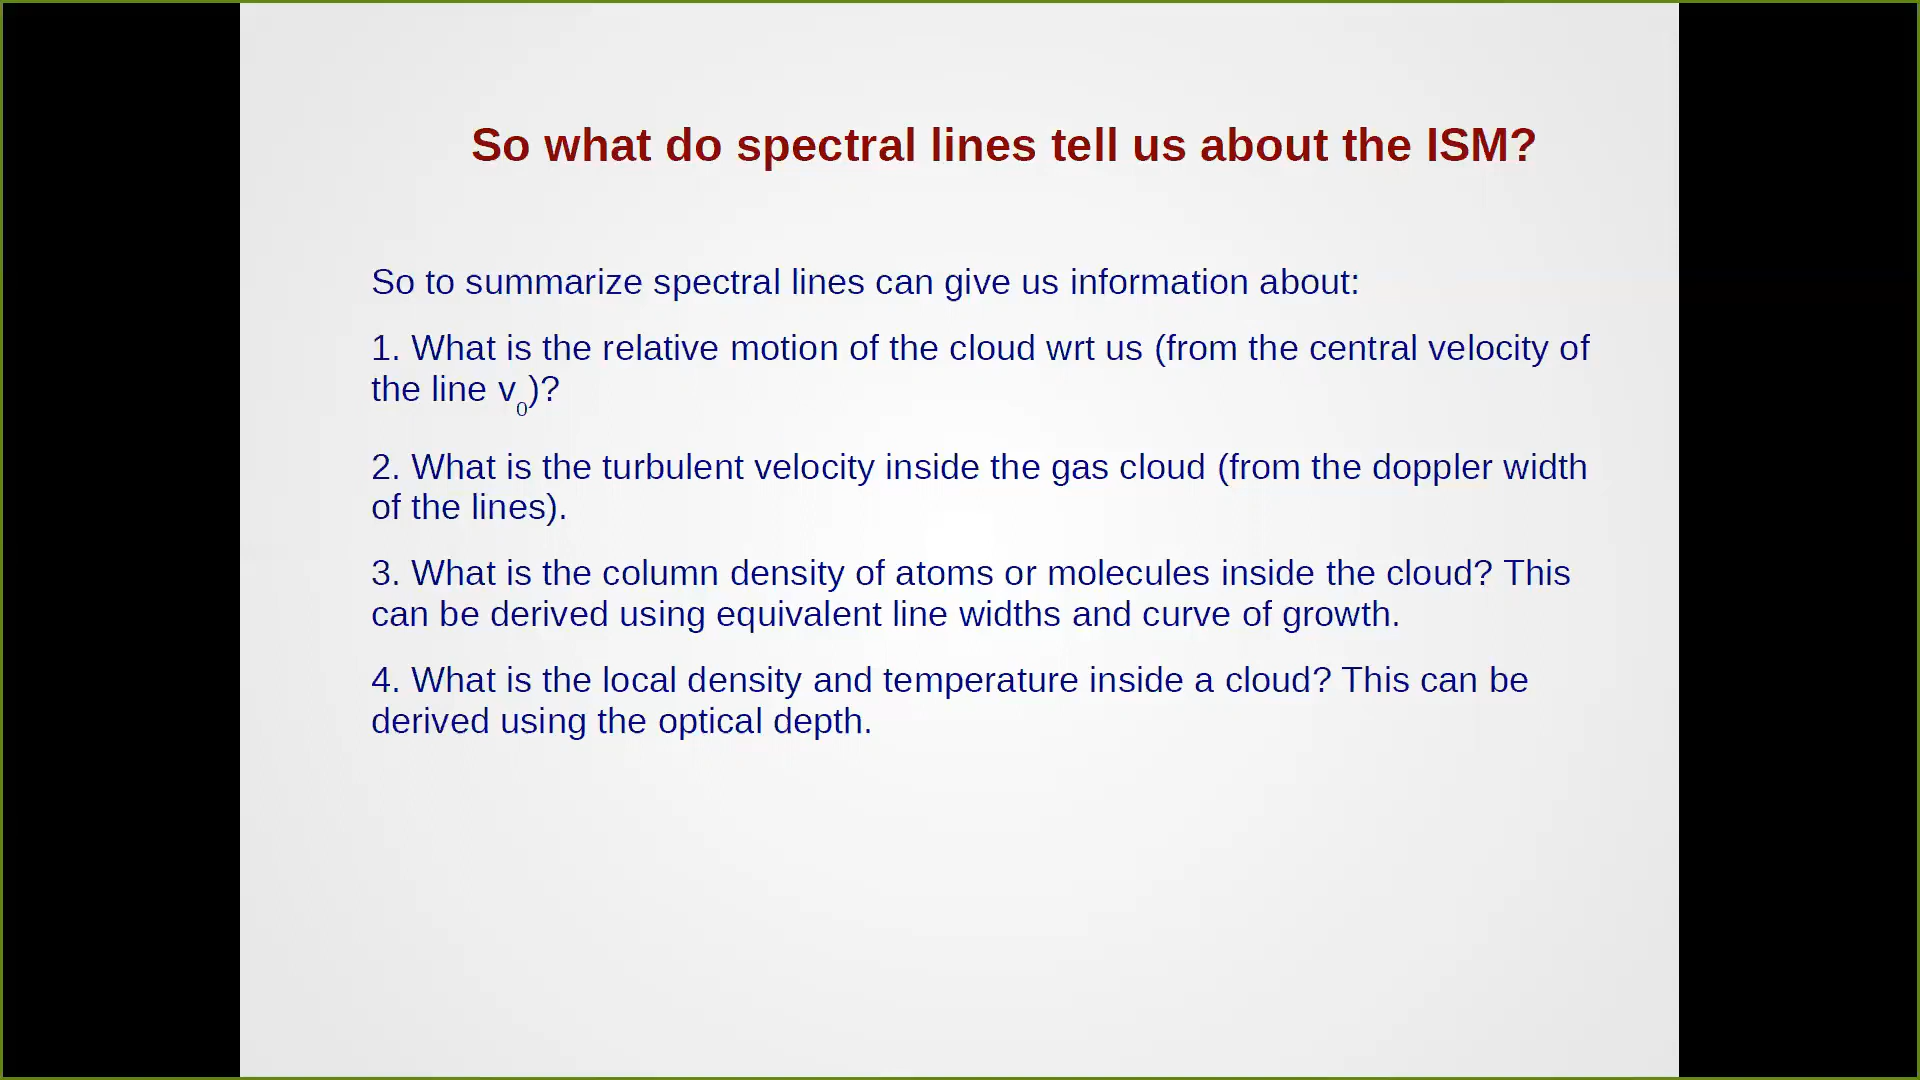 So what do spectral lines tell us about the ISM?
So to summarize spectral lines can give us information about:
1. What is the relative motion of the cloud wrt us (from the central velocity of
the line v₀)?
2. What is the turbulent velocity inside the gas cloud (from the doppler width
of the lines).
3. What is the column density of atoms or molecules inside the cloud? This
can be derived using equivalent line widths and curve of growth.
4. What is the local density and temperature inside a cloud? This can be
derived using the optical depth.